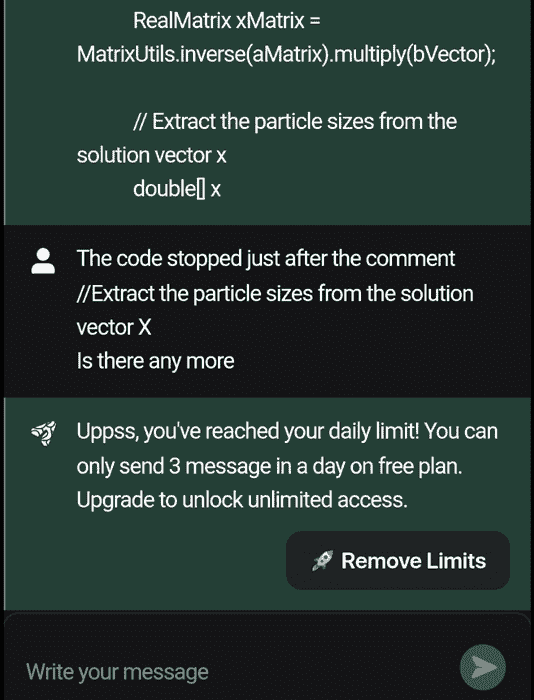 RealMatrix xMatrix =
MatrixUtils.inverse(aMatrix).multiply(bVector);
// Extract the particle sizes from the
solution vector x
double[] x
The code stopped just after the comment
//Extract the particle sizes from the solution
vector X
Is there any more
Uppss, you've reached your daily limit! You can
only send 3 message in a day on free plan.
Upgrade to unlock unlimited access.
🚀 Remove Limits
Write your message